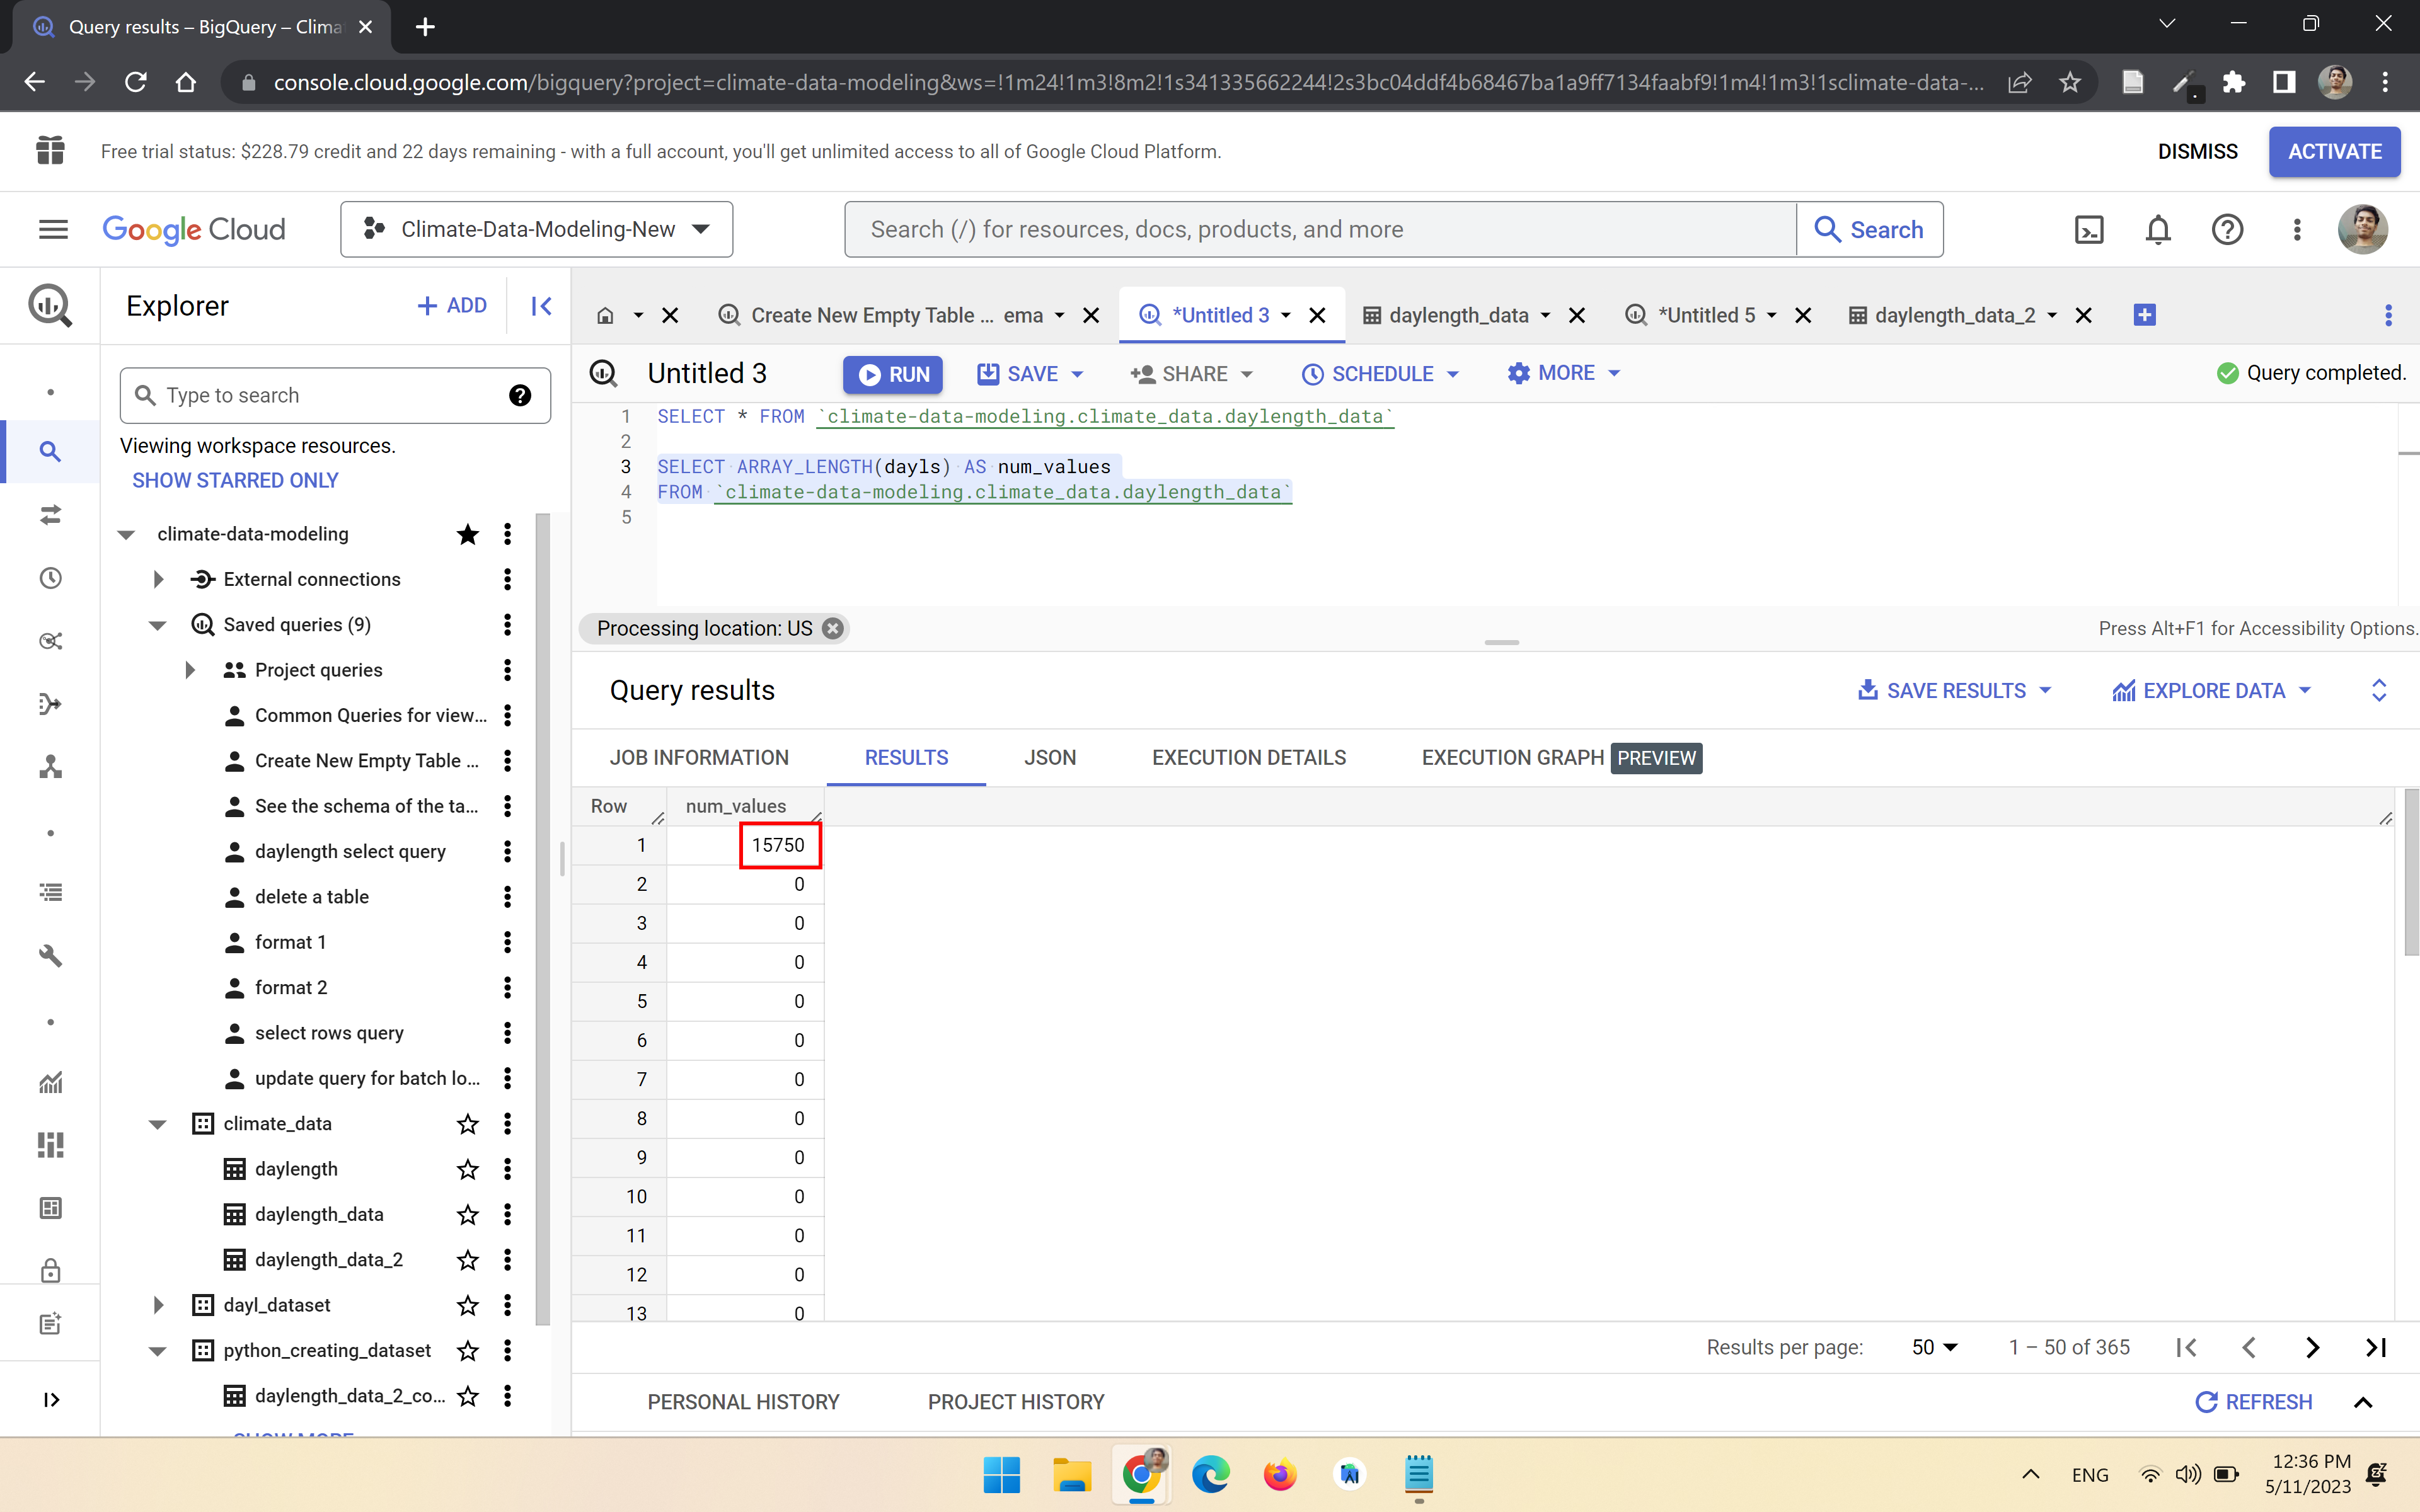 Query results – BigQuery – Clima
console.cloud.google.com/bigquery?project=climate-data-modeling&ws=!1m24!1m3!8m2!1s341335662244!2s3bc04ddf4b68467ba1a9ff7134faabf9!1m4!1m3!1sclimate-data-...
Free trial status: $228.79 credit and 22 days remaining - with a full account, you'll get unlimited access to all of Google Cloud Platform.
DISMISS
ACTIVATE
Google Cloud
Climate-Data-Modeling-New
Search (/) for resources, docs, products, and more
Search
Explorer
+ ADD
Create New Empty Table ... ema
*Untitled 3
daylength_data
*Untitled 5
daylength_data_2
Untitled 3
RUN
SAVE
SHARE
SCHEDULE
MORE
Query completed.
Type to search
Viewing workspace resources.
SHOW STARRED ONLY
1 SELECT * FROM `climate-data-modeling.climate_data.daylength_data`
2
3 SELECT ARRAY_LENGTH(dayls) AS num_values
4 FROM `climate-data-modeling.climate_data.daylength_data`
5
climate-data-modeling
External connections
Saved queries (9)
Project queries
Common Queries for view...
Create New Empty Table ...
See the schema of the ta...
daylength select query
delete a table
format 1
format 2
select rows query
update query for batch lo...
climate_data
daylength
daylength_data
daylength_data_2
dayl_dataset
python_creating_dataset
daylength_data_2_co...
Processing location: US
Press Alt+F1 for Accessibility Options.
Query results
SAVE RESULTS
EXPLORE DATA
JOB INFORMATION
RESULTS
JSON
EXECUTION DETAILS
EXECUTION GRAPH PREVIEW
Row num_values
1 15750
2 0
3 0
4 0
5 0
6 0
7 0
8 0
9 0
10 0
11 0
12 0
13 0
Results per page: 50 1 – 50 of 365
PERSONAL HISTORY
PROJECT HISTORY
REFRESH
ENG
12:36 PM
5/11/2023